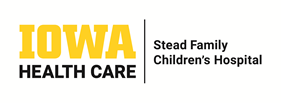 IOWA
HEALTH CARE
Stead Family
Children's Hospital